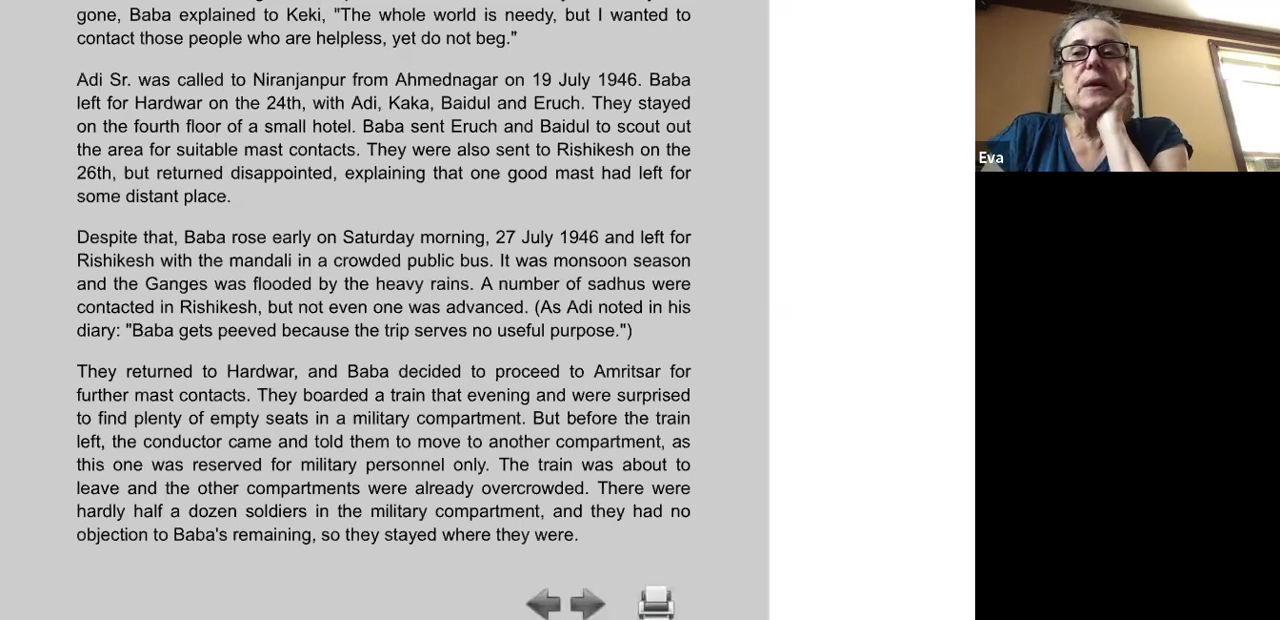 gone, Baba explained to Keki, "The whole world is needy, but I wanted to
contact those people who are helpless, yet do not beg."
Adi Sr. was called to Niranjanpur from Ahmednagar on 19 July 1946. Baba
left for Hardwar on the 24th, with Adi, Kaka, Baidul and Eruch. They stayed
on the fourth floor of a small hotel. Baba sent Eruch and Baidul to scout out
the area for suitable mast contacts. They were also sent to Rishikesh on the
26th, but returned disappointed, explaining that one good mast had left for
some distant place.
Despite that, Baba rose early on Saturday morning, 27 July 1946 and left for
Rishikesh with the mandali in a crowded public bus. It was monsoon season
and the Ganges was flooded by the heavy rains. A number of sadhus were
contacted in Rishikesh, but not even one was advanced. (As Adi noted in his
diary: "Baba gets peeved because the trip serves no useful purpose.")
They returned to Hardwar, and Baba decided to proceed to Amritsar for
further mast contacts. They boarded a train that evening and were surprised
to find plenty of empty seats in a military compartment. But before the train
left, the conductor came and told them to move to another compartment, as
this one was reserved for military personnel only. The train was about to
leave and the other compartments were already overcrowded. There were
hardly half a dozen soldiers in the military compartment, and they had no
objection to Baba's remaining, so they stayed where they were.
Eva